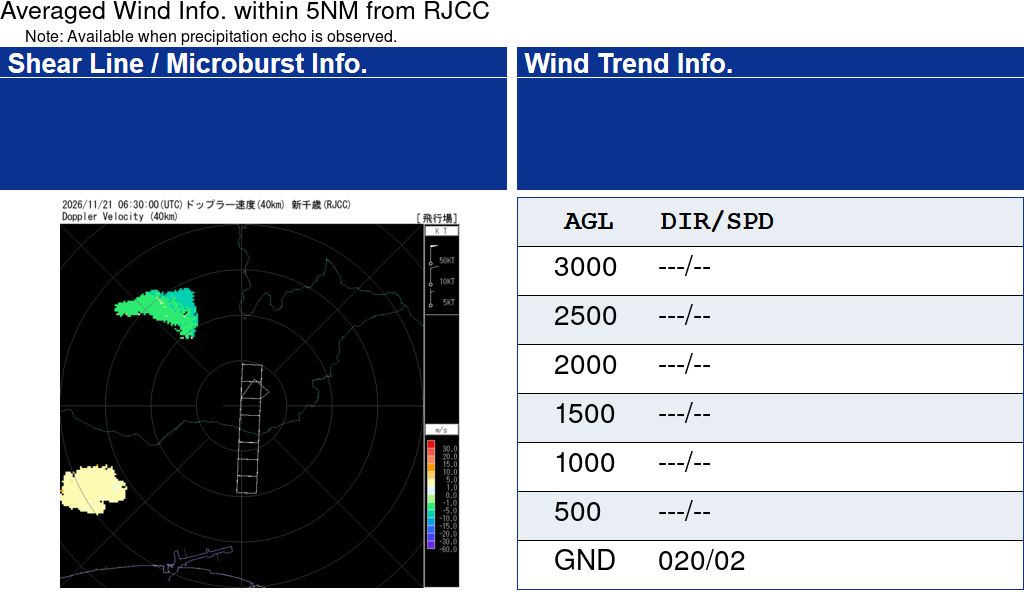 Averaged Wind Info. within 5NM from RJCC
Note: Available when precipitation echo is observed.
Shear Line / Microburst Info.
Wind Trend Info.
2026/11/21 06:30:00(UTC) ドップラー速度(40km) 新千歳(RJCC)
Doppler Velocity (40km)
[飛行場]
KT
50KT
10KT
5KT
m/s
30.0
20.0
15.0
10.0
5.0
1.0
0.0
-1.0
-5.0
-10.0
-15.0
-20.0
-30.0
-60.0
AGL DIR/SPD
3000 ---/--
2500 ---/--
2000 ---/--
1500 ---/--
1000 ---/--
500 ---/--
GND 020/02